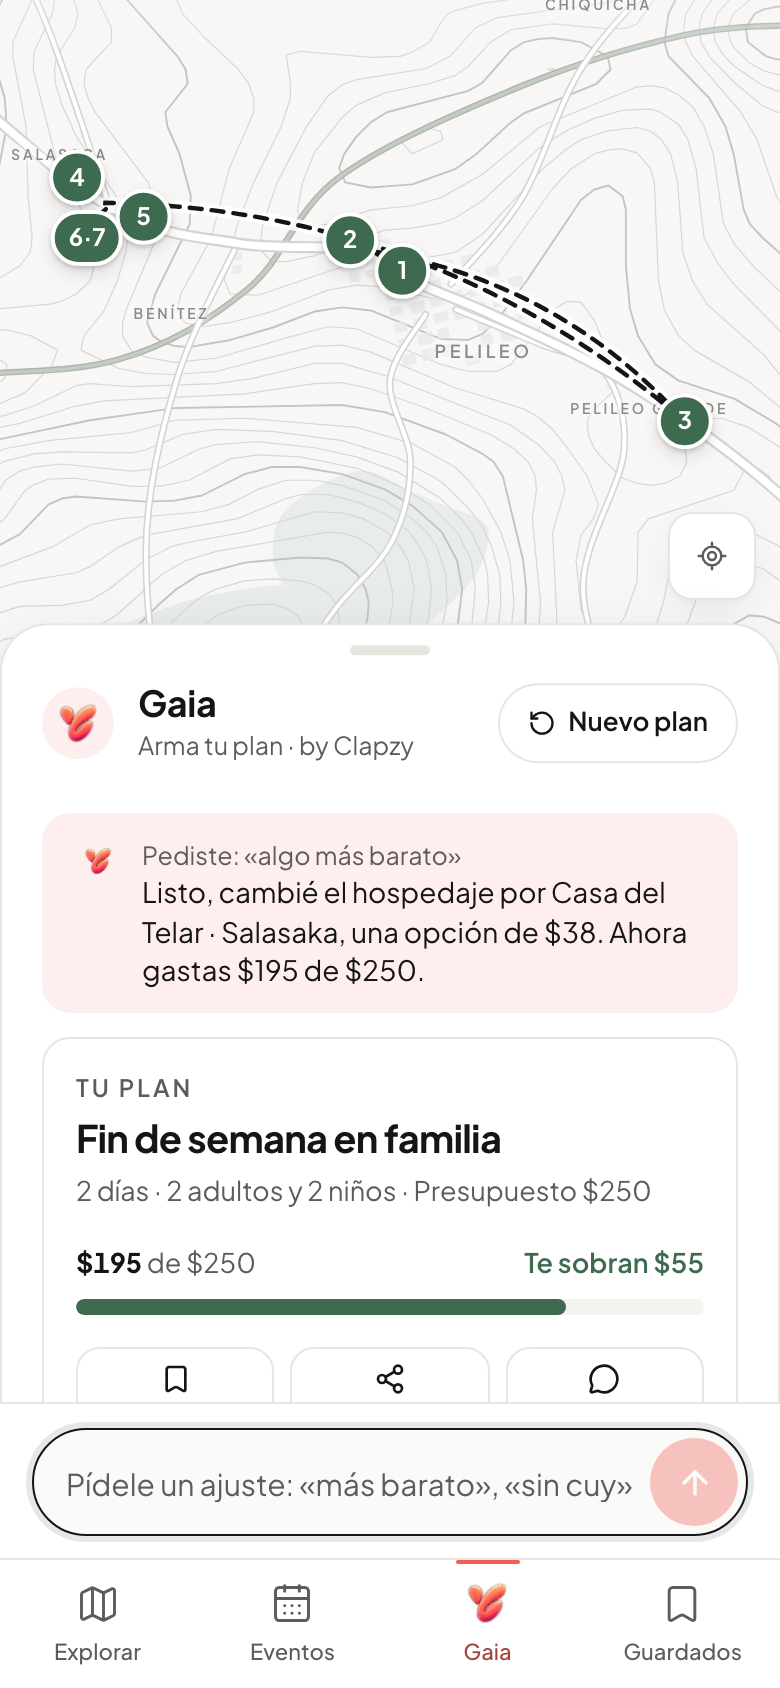 CHIQUICHA
4
5
6·7
2
1
BENÍTEZ
PELILEO
3
Gaia
Arma tu plan · by Clapzy
Nuevo plan
Pediste: «algo más barato»
Listo, cambié el hospedaje por Casa del
Telar · Salasaka, una opción de $38. Ahora
gastas $195 de $250.
TU PLAN
Fin de semana en familia
2 días · 2 adultos y 2 niños · Presupuesto $250
$195 de $250
Te sobran $55
Pídele un ajuste: «más barato», «sin cuy»
Explorar
Eventos
Gaia
Guardados